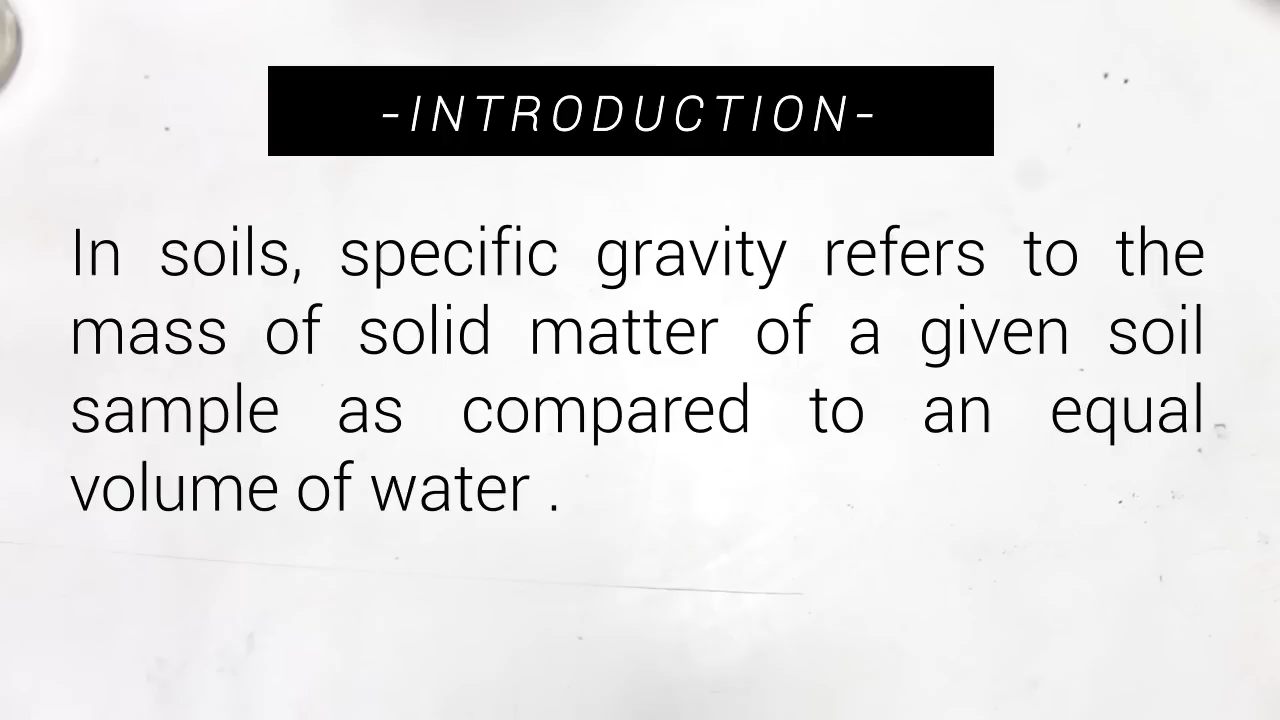 -INTRODUCTION-
In soils, specific gravity refers to the
mass of solid matter of a given soil
sample as compared to an equal
volume of water .